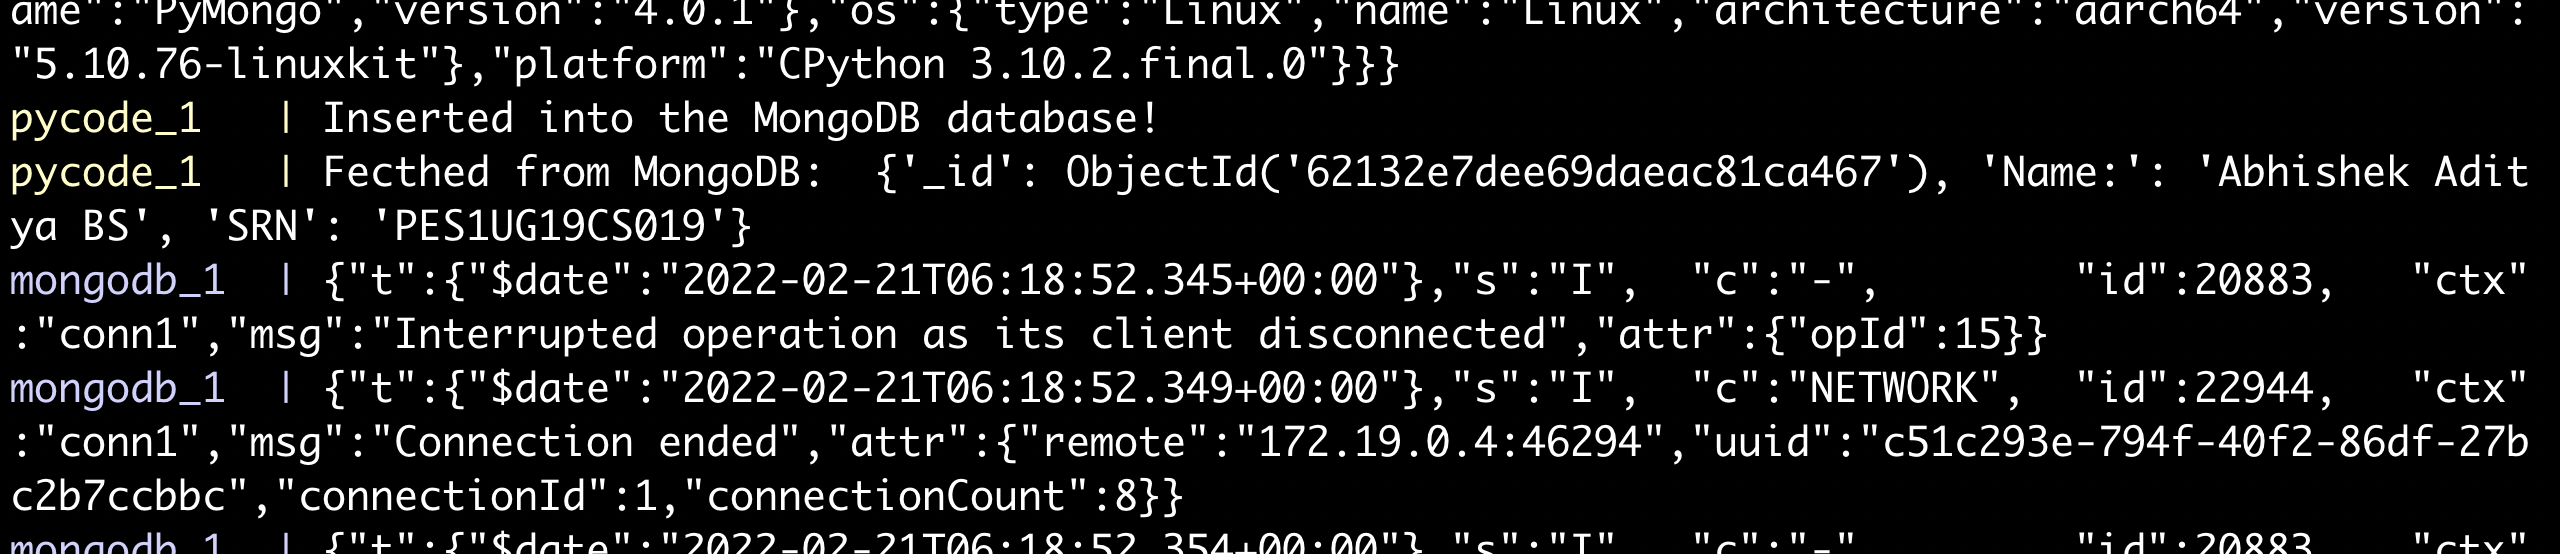 ame":"PyMongo","version":"4.0.1"},"os":{"type":"Linux","name":"Linux","architecture":"aarch64","version":
"5.10.76-linuxkit"},"platform":"CPython 3.10.2.final.0"}}}
pycode_1   | Inserted into the MongoDB database!
pycode_1   | Fecthed from MongoDB:  {'_id': ObjectId('62132e7dee69daeac81ca467'), 'Name:': 'Abhishek Adit
ya BS', 'SRN': 'PES1UG19CS019'}
mongodb_1  | {"t":{"$date":"2022-02-21T06:18:52.345+00:00"},"s":"I",  "c":"-",        "id":20883,   "ctx"
:"conn1","msg":"Interrupted operation as its client disconnected","attr":{"opId":15}}
mongodb_1  | {"t":{"$date":"2022-02-21T06:18:52.349+00:00"},"s":"I",  "c":"NETWORK",  "id":22944,   "ctx"
:"conn1","msg":"Connection ended","attr":{"remote":"172.19.0.4:46294","uuid":"c51c293e-794f-40f2-86df-27b
c2b7ccbbc","connectionId":1,"connectionCount":8}}
mongodb_1  | {"t":{"$date":"2022-02-21T06:18:52.354+00:00"},"s":"I",  "c":"-",        "id":20883,   "ctx"